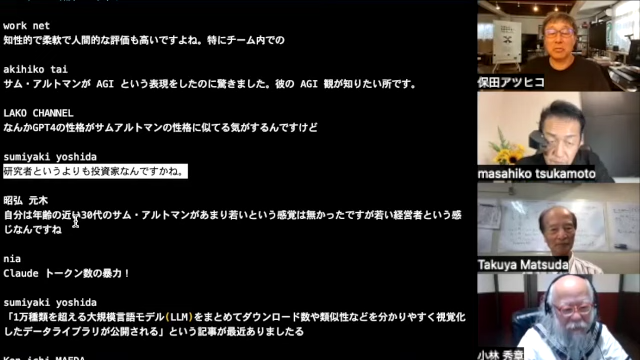 work net
知性的で柔軟で人間的な評価も高いですよね。特にチーム内での
akihiko tai
サム・アルトマンが AGI という表現をしたのに驚きました。彼の AGI 観が知りたい所です。
LAKO CHANNEL
なんかGPT4の性格がサムアルトマンの性格に似てる気がするんですけど
sumiyaki yoshida
研究者というよりも投資家なんですかね。
昭弘 元木
自分は年齢の近い30代のサム・アルトマンがあまり若いという感覚は無かったですが若い経営者という感
じなんですね
nia
Claude トークン数の暴力！
sumiyaki yoshida
「1万種類を超える大規模言語モデル(LLM)をまとめてダウンロード数や類似性などを分かりやすく視覚化
したデータライブラリが公開される」という記事が最近ありましたる
保田アツヒコ
masahiko tsukamoto
Takuya Matsuda
小林 秀章